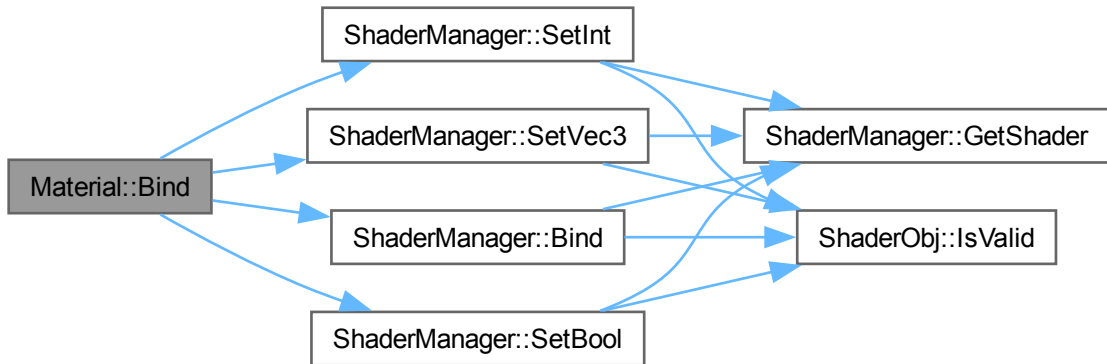 Material::Bind
ShaderManager::SetInt
ShaderManager::SetVec3
ShaderManager::Bind
ShaderManager::SetBool
ShaderManager::GetShader
ShaderObj::IsValid